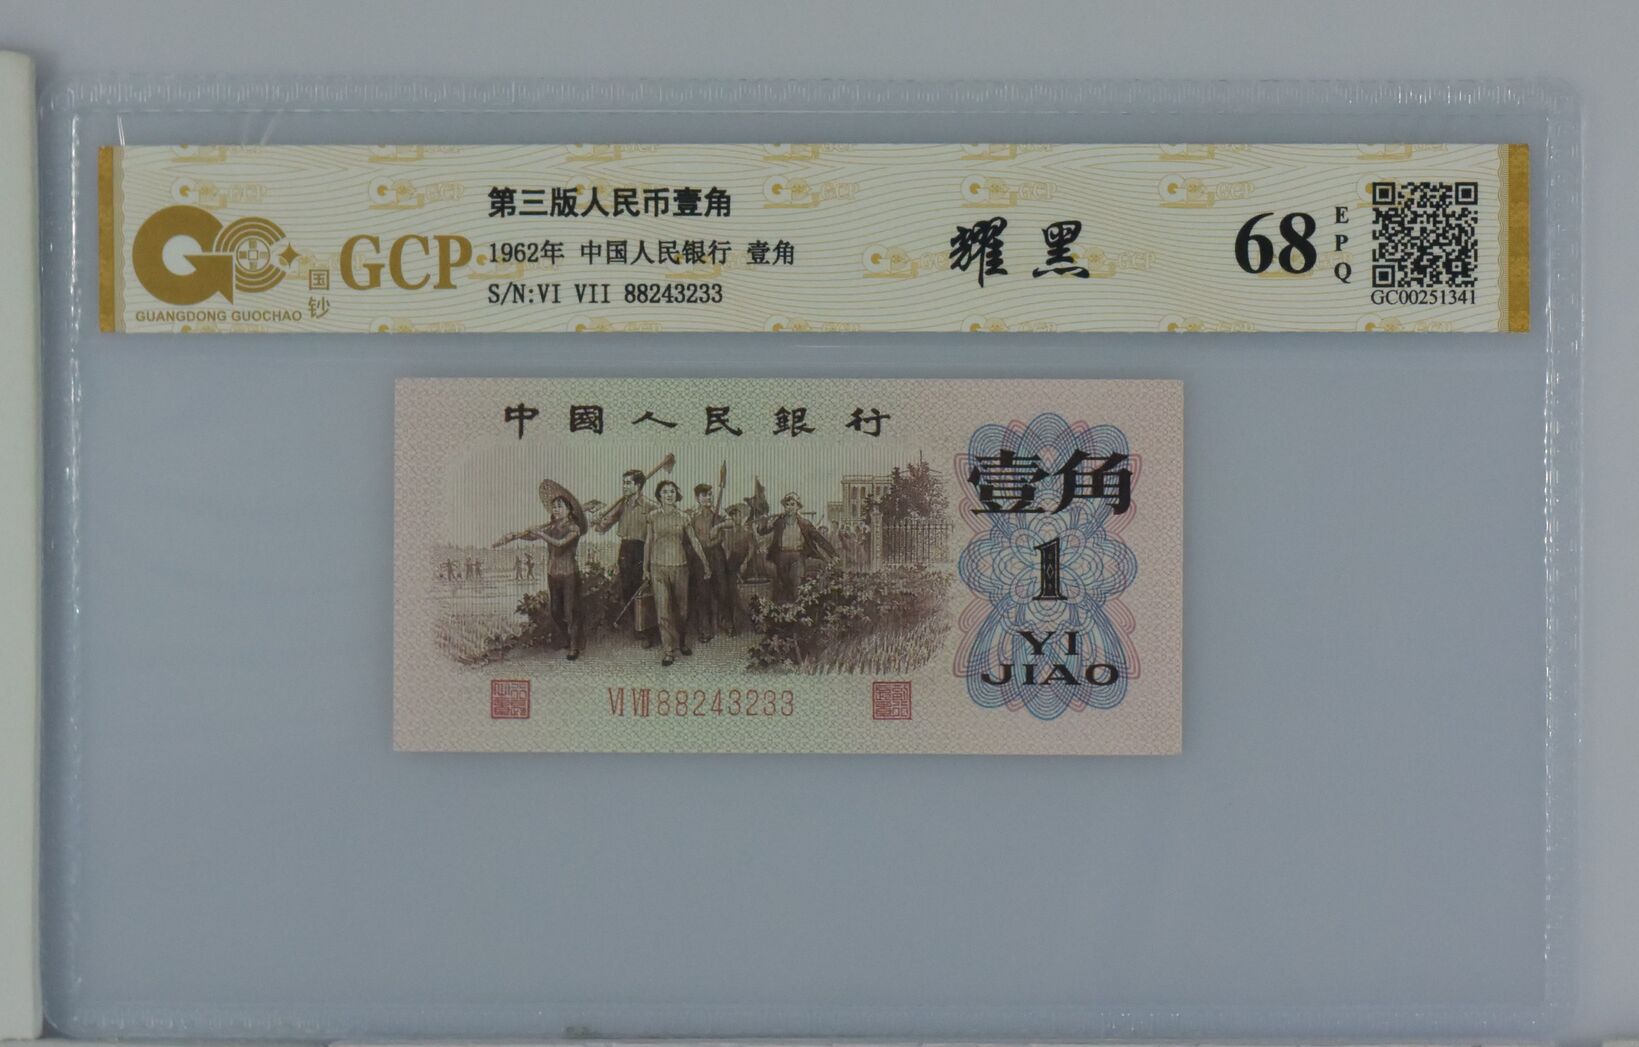 GCP
国钞
GUANGDONG GUOCHAO
第三版人民币壹角
1962年 中国人民银行 壹角
S/N:VI VII 88243233
耀黑
68
EPQ
GC00251341
中國人民銀行
壹角
1
YI
JIAO
VI VII 88243233